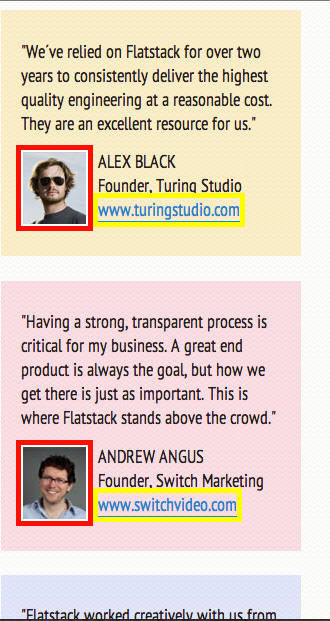 "We´ve relied on Flatstack for over two
years to consistently deliver the highest
quality engineering at a reasonable cost.
They are an excellent resource for us."
ALEX BLACK
Founder, Turing Studio
www.turingstudio.com
"Having a strong, transparent process is
critical for my business. A great end
product is always the goal, but how we
get there is just as important. This is
where Flatstack stands above the crowd."
ANDREW ANGUS
Founder, Switch Marketing
www.switchvideo.com
"Flatstack worked creatively with us from